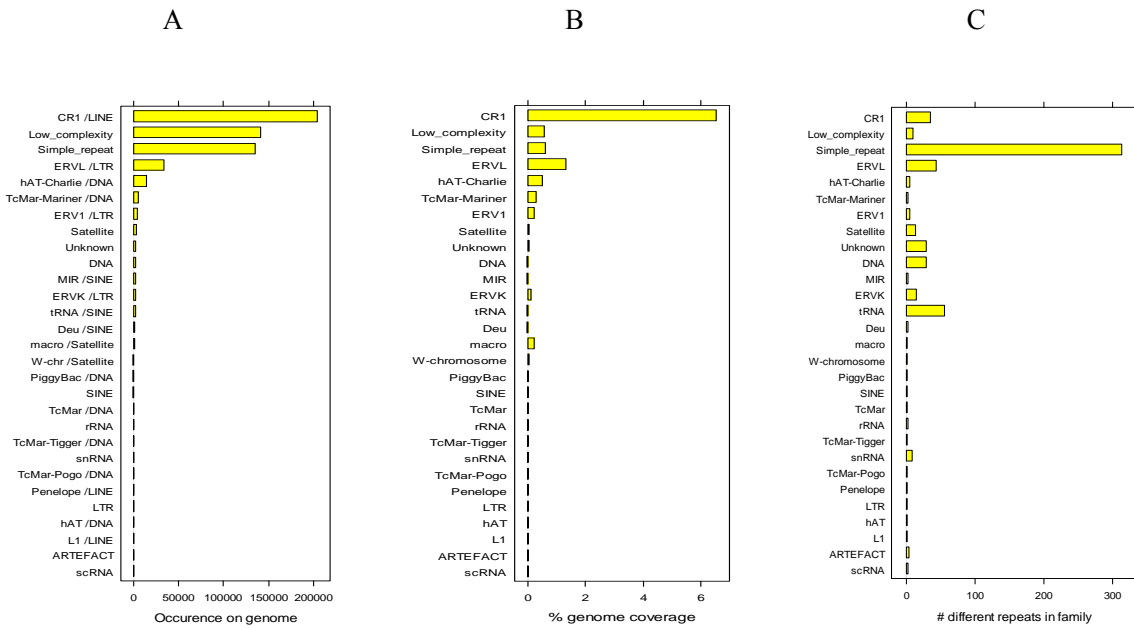 A
B
C
CR1 /LINE
Low_complexity
Simple_repeat
ERVL /LTR
hAT-Charlie /DNA
TcMar-Mariner /DNA
ERV1 /LTR
Satellite
Unknown
DNA
MIR /SINE
ERVK /LTR
tRNA /SINE
Deu /SINE
macro /Satellite
W-chr /Satellite
PiggyBac /DNA
SINE
TcMar /DNA
rRNA
TcMar-Tigger /DNA
snRNA
TcMar-Pogo /DNA
Penelope /LINE
LTR
hAT /DNA
L1 /LINE
ARTEFACT
scRNA
0 50000 100000 150000 200000
Occurence on genome
CR1
Low_complexity
Simple_repeat
ERVL
hAT-Charlie
TcMar-Mariner
ERV1
Satellite
Unknown
DNA
MIR
ERVK
tRNA
Deu
macro
W-chromosome
PiggyBac
SINE
TcMar
rRNA
TcMar-Tigger
snRNA
TcMar-Pogo
Penelope
LTR
hAT
L1
ARTEFACT
scRNA
0 2 4 6
% genome coverage
CR1
Low_complexity
Simple_repeat
ERVL
hAT-Charlie
TcMar-Mariner
ERV1
Satellite
Unknown
DNA
MIR
ERVK
tRNA
Deu
macro
W-chromosome
PiggyBac
SINE
TcMar
rRNA
TcMar-Tigger
snRNA
TcMar-Pogo
Penelope
LTR
hAT
L1
ARTEFACT
scRNA
0 100 200 300
# different repeats in family